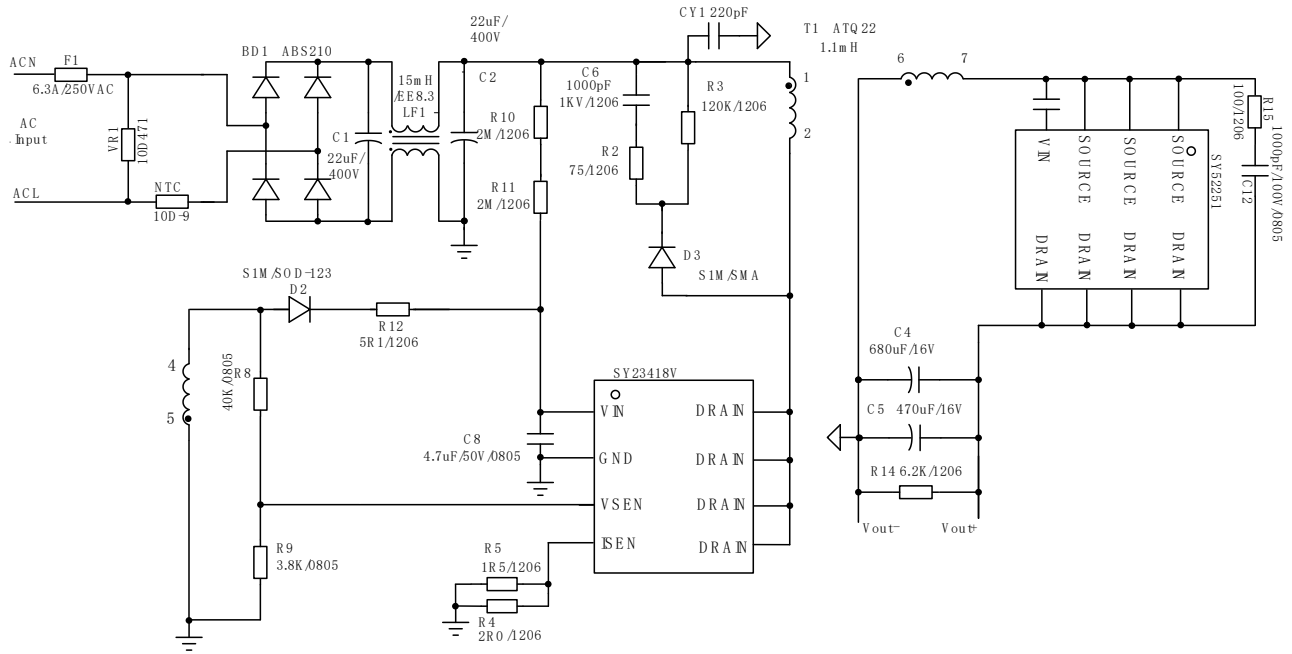 22uF/
400V
CY1 220pF
T1 ATQ22
1.1mH
BD1 ABS210
ACN
F1
6.3A/250VAC
AC
Input
VR1
10D471
ACL
NTC
10D-9
C1
22uF/
400V
15mH
/EE8.3
LF1
C2
R10
2M/1206
R11
2M/1206
C6
1000pF
1KV/1206
R2
75/1206
R3
120K/1206
1
2
D3
S1M/SMA
6
7
VIN
SOURCE
SOURCE
SOURCE
DRAIN
DRAIN
DRAIN
DRAIN
SY52251
R15
100/1206
C12
1000pF/100V/0805
S1M/SOD-123
D2
R12
5R1/1206
4
5
R8
40K/0805
R9
3.8K/0805
C8
4.7uF/50V/0805
SY23418V
VIN
GND
VSEN
ISEN
DRAIN
DRAIN
DRAIN
DRAIN
R5
1R5/1206
R4
2R0/1206
C4
680uF/16V
C5 470uF/16V
R14 6.2K/1206
Vout-
Vout+